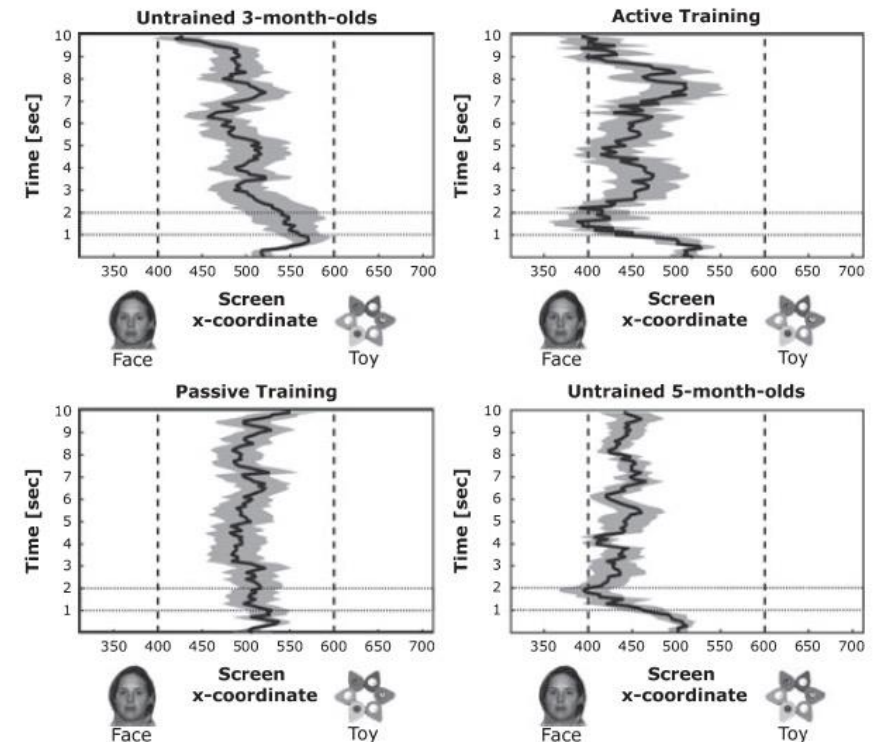 Untrained 3-month-olds
Time [sec]
10
9
8
7
6
5
4
3
2
1
350 400 450 500 550 600 650 700
Screen
x-coordinate
Face
Toy
Active Training
Time [sec]
10
9
8
7
6
5
4
3
2
1
350 400 450 500 550 600 650 700
Screen
x-coordinate
Face
Toy
Passive Training
Time [sec]
10
9
8
7
6
5
4
3
2
1
350 400 450 500 550 600 650 700
Screen
x-coordinate
Face
Toy
Untrained 5-month-olds
Time [sec]
10
9
8
7
6
5
4
3
2
1
350 400 450 500 550 600 650 700
Screen
x-coordinate
Face
Toy